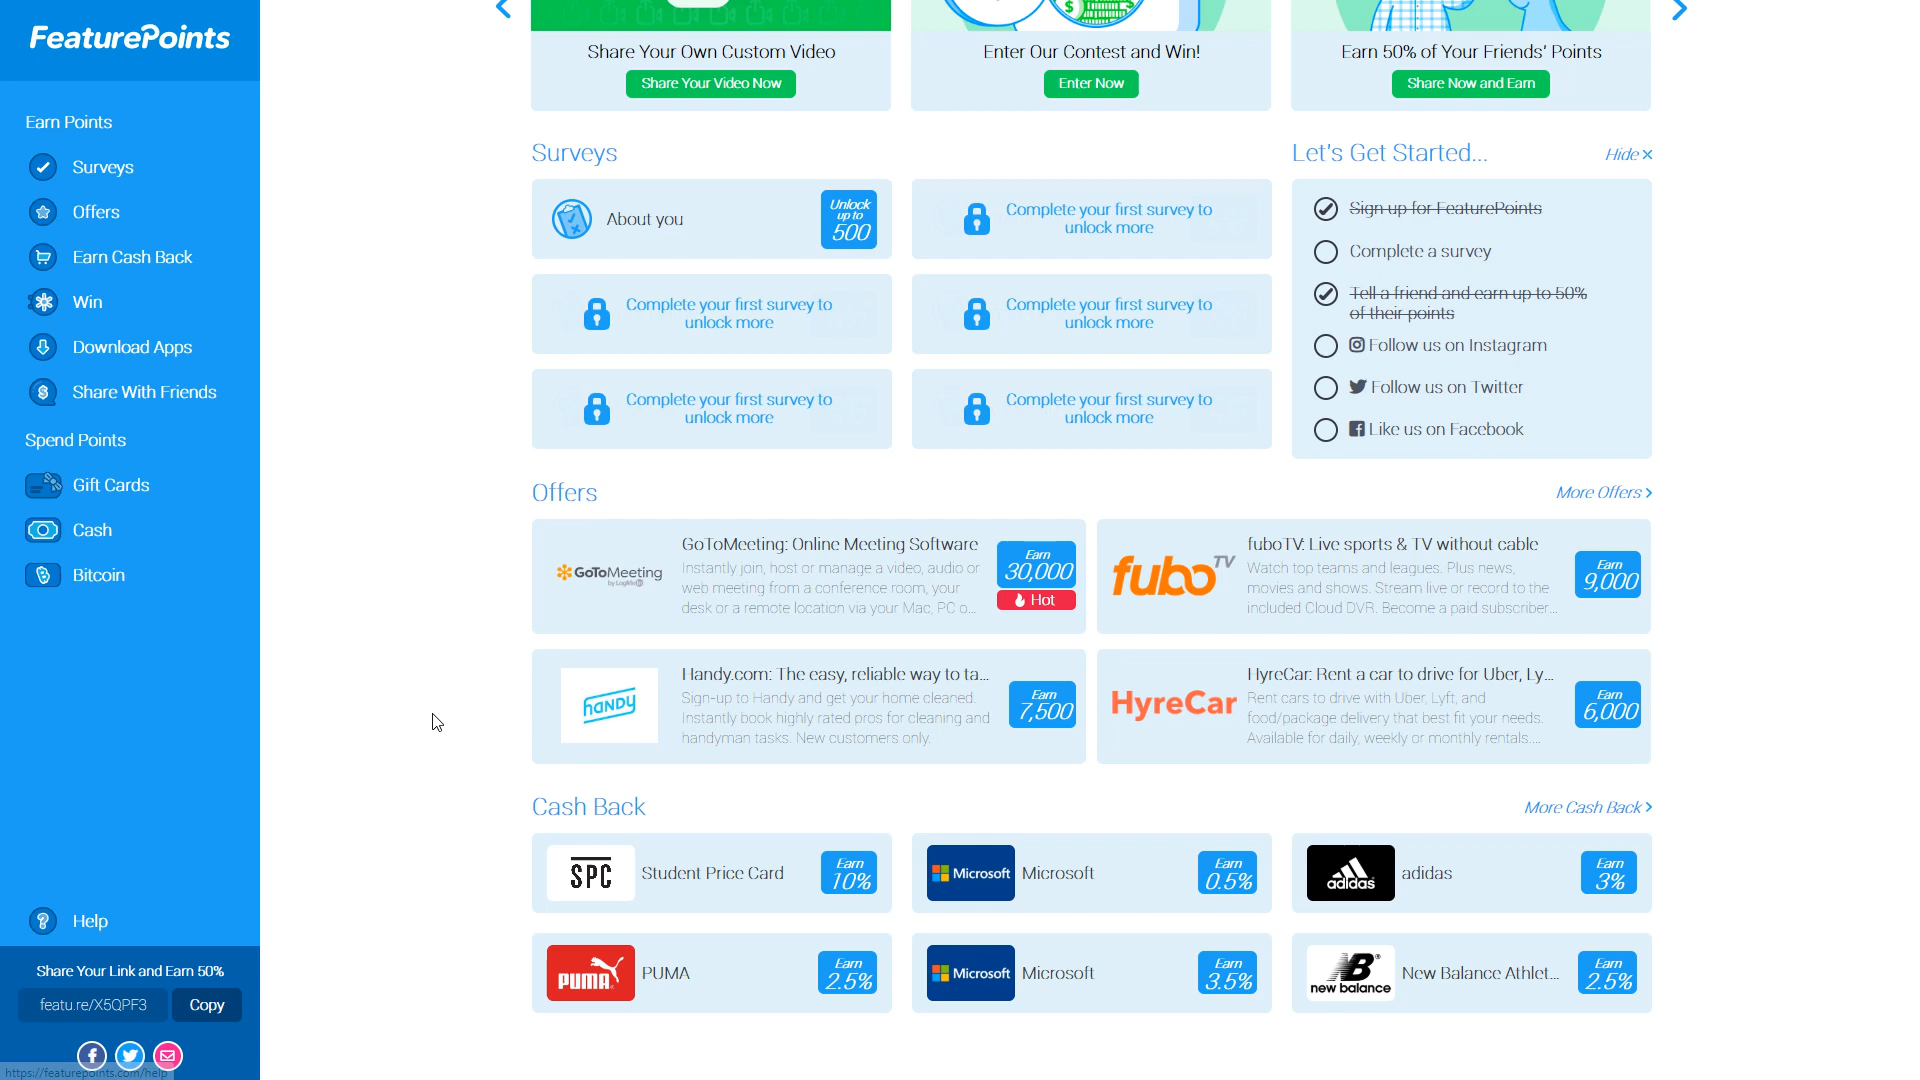 FeaturePoints
Earn Points
Surveys
Offers
Earn Cash Back
Win
Download Apps
Share With Friends
Spend Points
Gift Cards
Cash
Bitcoin
Help
Share Your Link and Earn 50%
featu.re/X5QPF3
Copy
https://featurepoints.com/help
Share Your Own Custom Video
Share Your Video Now
Enter Our Contest and Win!
Enter Now
Earn 50% of Your Friends' Points
Share Now and Earn
Surveys
About you
Unlock
up to
500
Complete your first survey to
unlock more
Complete your first survey to
unlock more
Complete your first survey to
unlock more
Complete your first survey to
unlock more
Complete your first survey to
unlock more
Let's Get Started...
Hide ×
Sign up for FeaturePoints
Complete a survey
Tell a friend and earn up to 50%
of their points
Follow us on Instagram
Follow us on Twitter
Like us on Facebook
Offers
More Offers >
GoToMeeting
by LogMeIn
GoToMeeting: Online Meeting Software
Instantly join, host or manage a video, audio or
web meeting from a conference room, your
desk or a remote location via your Mac, PC o...
Earn
30,000
Hot
fubo TV
fuboTV: Live sports & TV without cable
Watch top teams and leagues. Plus news,
movies and shows. Stream live or record to the
included Cloud DVR. Become a paid subscriber...
Earn
9,000
HANDY
Handy.com: The easy, reliable way to ta...
Sign-up to Handy and get your home cleaned.
Instantly book highly rated pros for cleaning and
handyman tasks. New customers only.
Earn
7,500
HyreCar
HyreCar: Rent a car to drive for Uber, Ly...
Rent cars to drive with Uber, Lyft, and
food/package delivery that best fit your needs.
Available for daily, weekly or monthly rentals....
Earn
6,000
Cash Back
More Cash Back >
SPC
Student Price Card
Earn
10%
Microsoft
Microsoft
Earn
0.5%
adidas
adidas
Earn
3%
PUMA
PUMA
Earn
2.5%
Microsoft
Microsoft
Earn
3.5%
new balance
New Balance Athlet...
Earn
2.5%